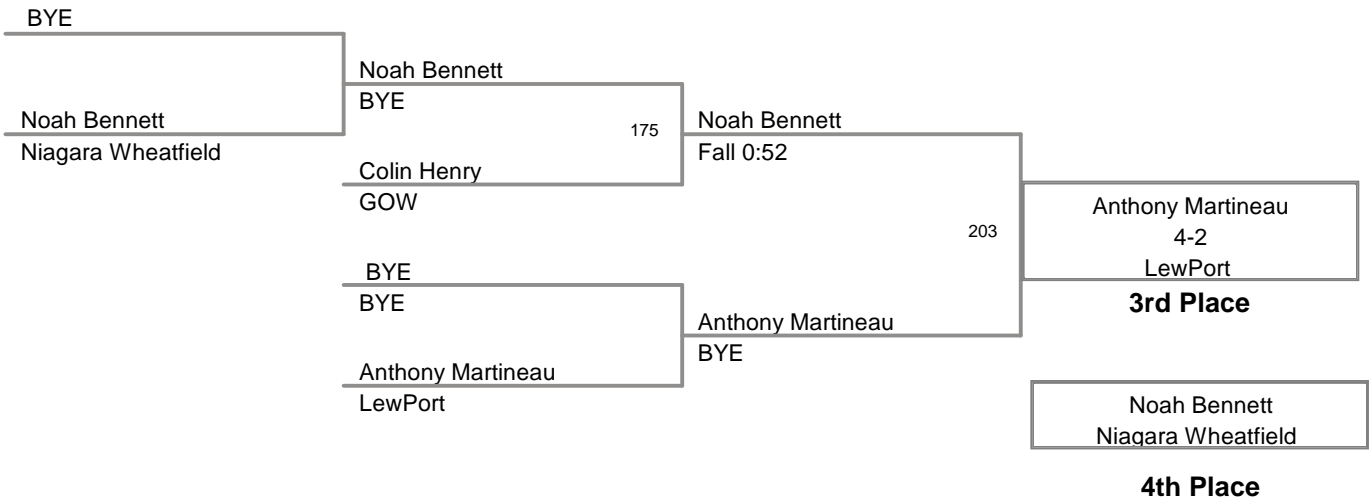 BYE
Noah Bennett
BYE
Noah Bennett
Niagara Wheatfield
175
Noah Bennett
Fall 0:52
Colin Henry
GOW
203
Anthony Martineau
4-2
LewPort
3rd Place
BYE
BYE
Anthony Martineau
BYE
Anthony Martineau
LewPort
Noah Bennett
Niagara Wheatfield
4th Place